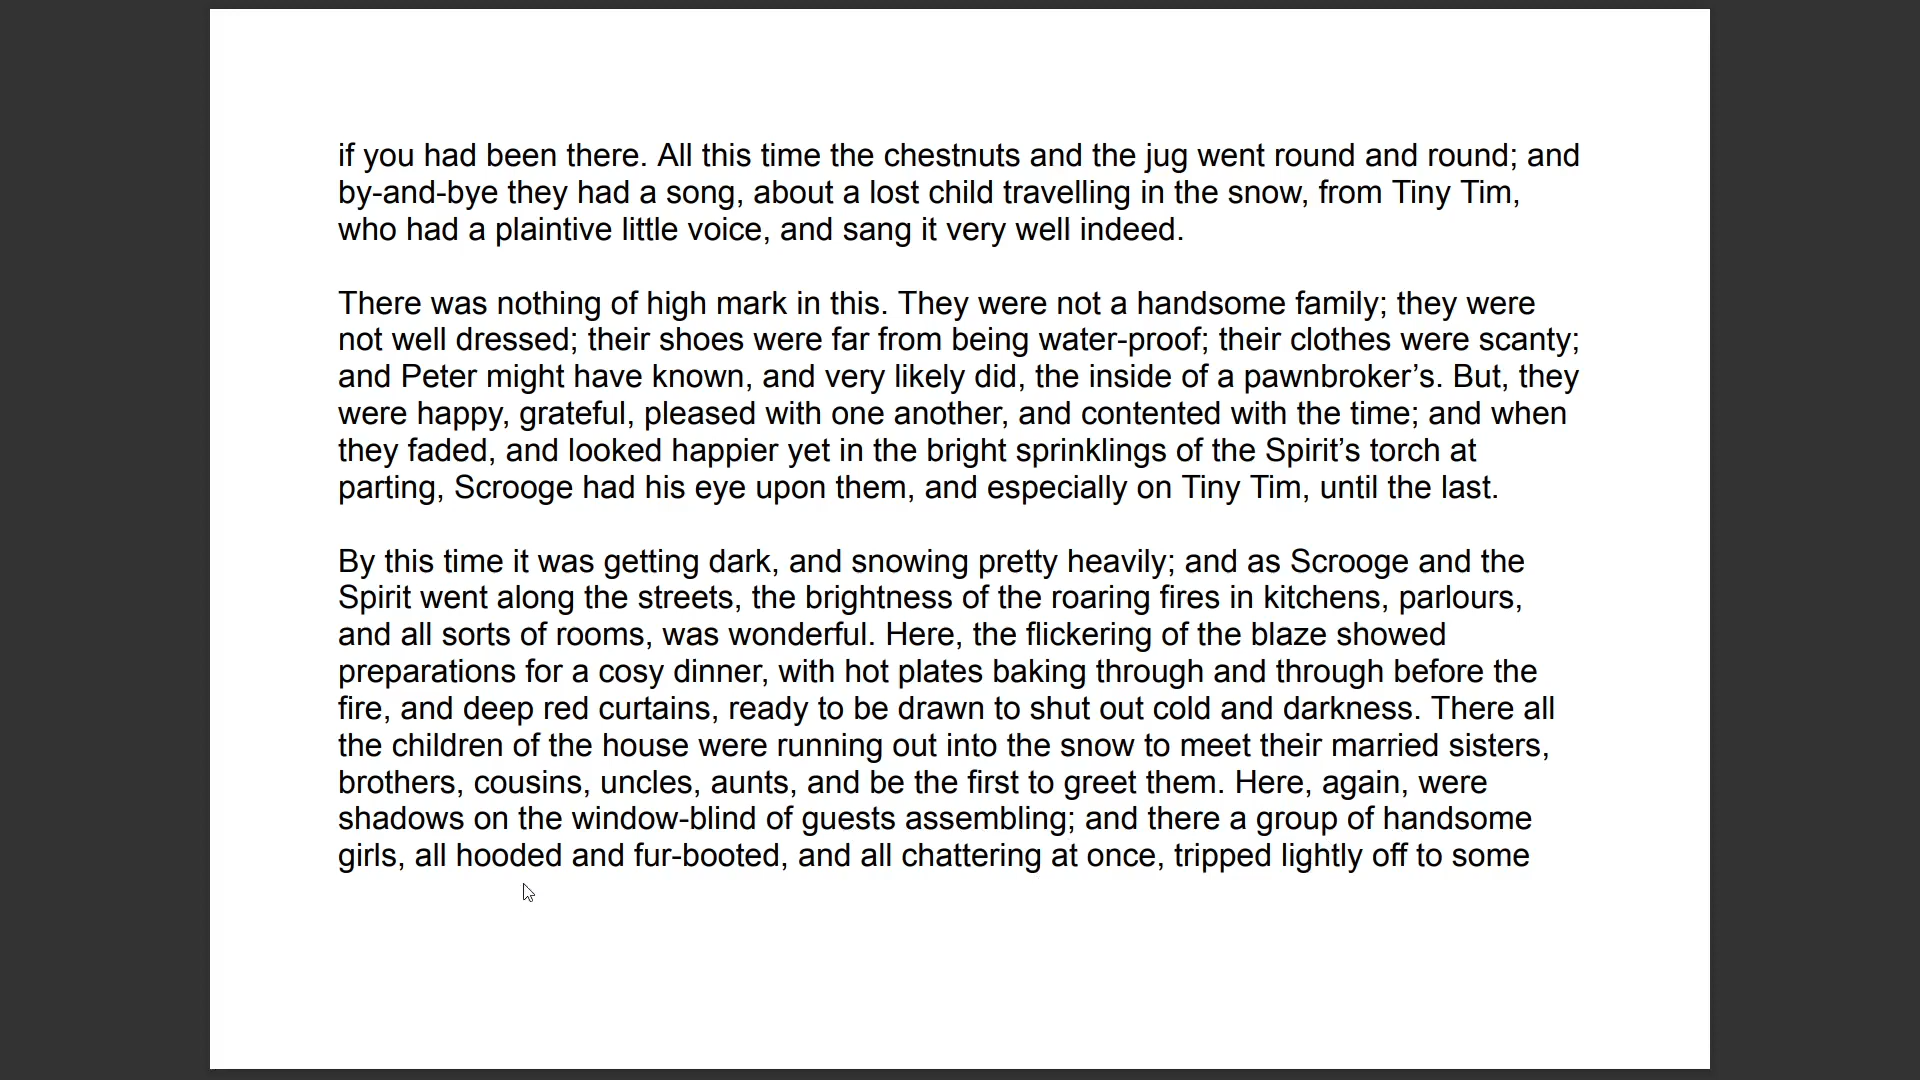 if you had been there. All this time the chestnuts and the jug went round and round; and
by-and-bye they had a song, about a lost child travelling in the snow, from Tiny Tim,
who had a plaintive little voice, and sang it very well indeed.
There was nothing of high mark in this. They were not a handsome family; they were
not well dressed; their shoes were far from being water-proof; their clothes were scanty;
and Peter might have known, and very likely did, the inside of a pawnbroker’s. But, they
were happy, grateful, pleased with one another, and contented with the time; and when
they faded, and looked happier yet in the bright sprinklings of the Spirit’s torch at
parting, Scrooge had his eye upon them, and especially on Tiny Tim, until the last.
By this time it was getting dark, and snowing pretty heavily; and as Scrooge and the
Spirit went along the streets, the brightness of the roaring fires in kitchens, parlours,
and all sorts of rooms, was wonderful. Here, the flickering of the blaze showed
preparations for a cosy dinner, with hot plates baking through and through before the
fire, and deep red curtains, ready to be drawn to shut out cold and darkness. There all
the children of the house were running out into the snow to meet their married sisters,
brothers, cousins, uncles, aunts, and be the first to greet them. Here, again, were
shadows on the window-blind of guests assembling; and there a group of handsome
girls, all hooded and fur-booted, and all chattering at once, tripped lightly off to some